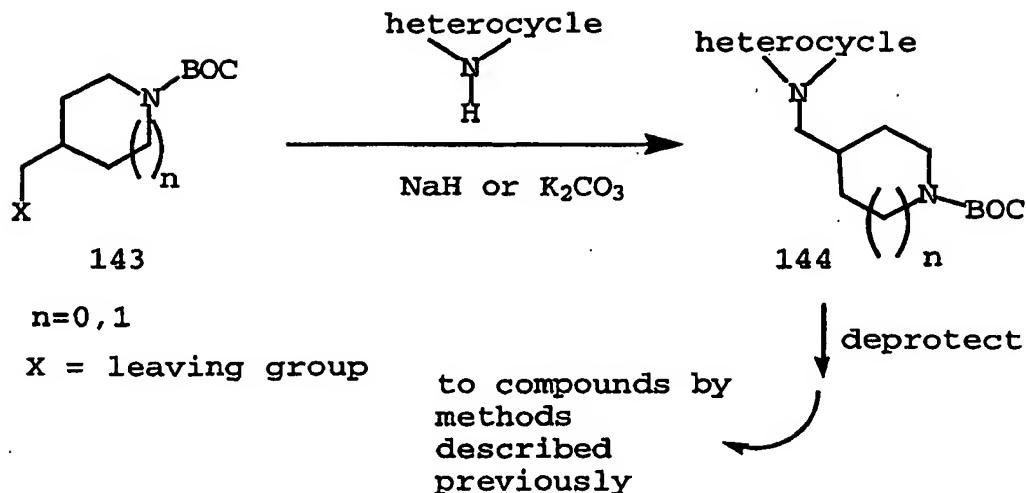 heterocycle
N
H
BOC
N
n
X
143
n=0,1
X = leaving group
NaH or K₂CO₃
heterocycle
N
N
BOC
n
144
deprotect
to compounds by
methods
described
previously